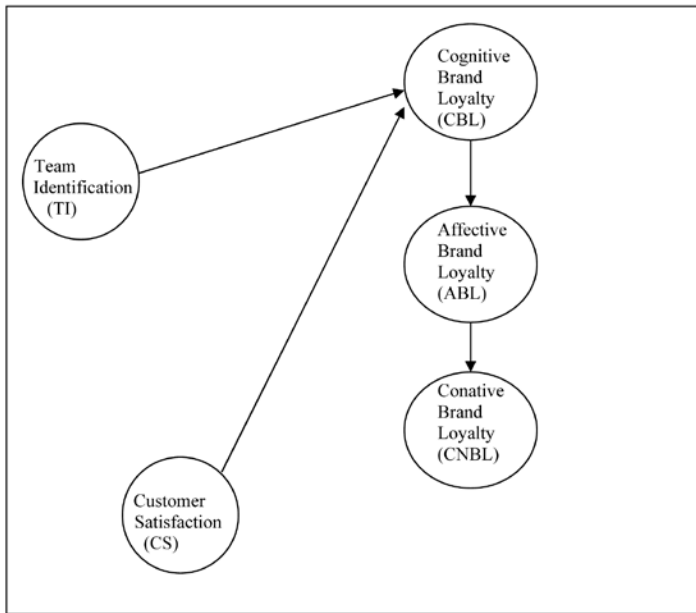 Cognitive
Brand
Loyalty
(CBL)
Team
Identification
(TI)
Affective
Brand
Loyalty
(ABL)
Conative
Brand
Loyalty
(CNBL)
Customer
Satisfaction
(CS)